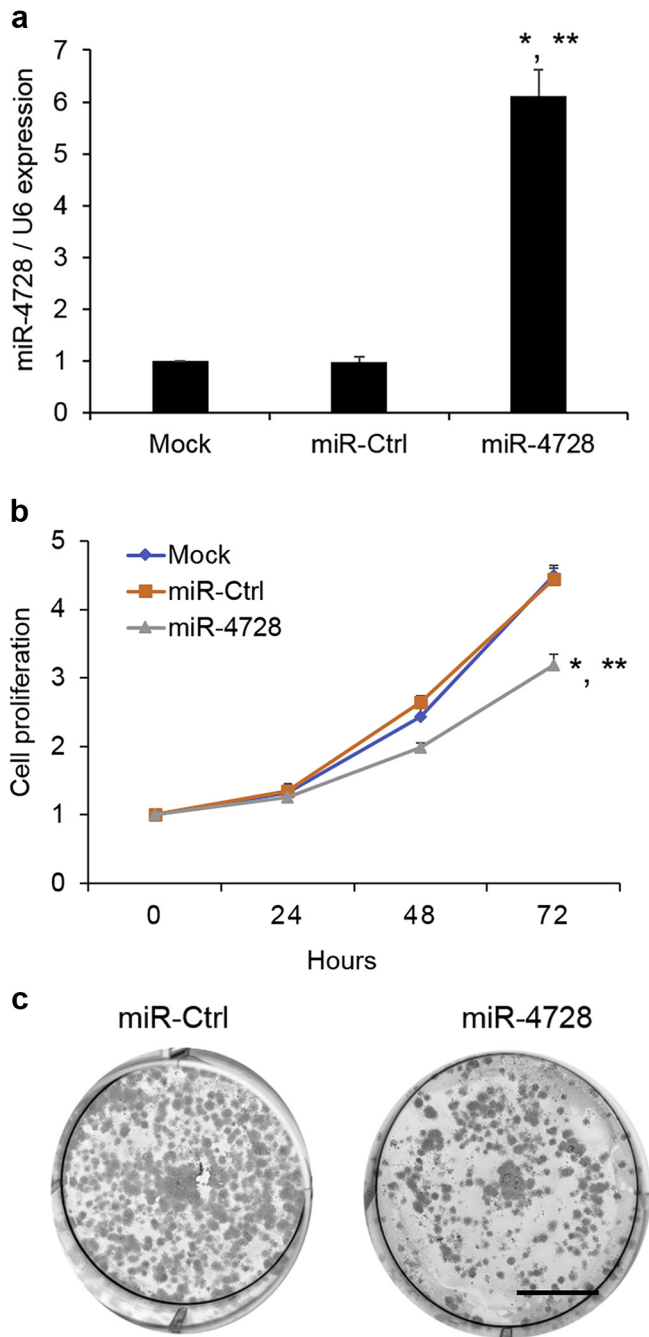 a
7
6
5
4
3
2
1
0
miR-4728 / U6 expression
*, **
Mock miR-Ctrl miR-4728
b
5
4
3
2
1
0
Cell proliferation
Mock
miR-Ctrl
miR-4728
*, **
0 24 48 72
Hours
c
miR-Ctrl miR-4728